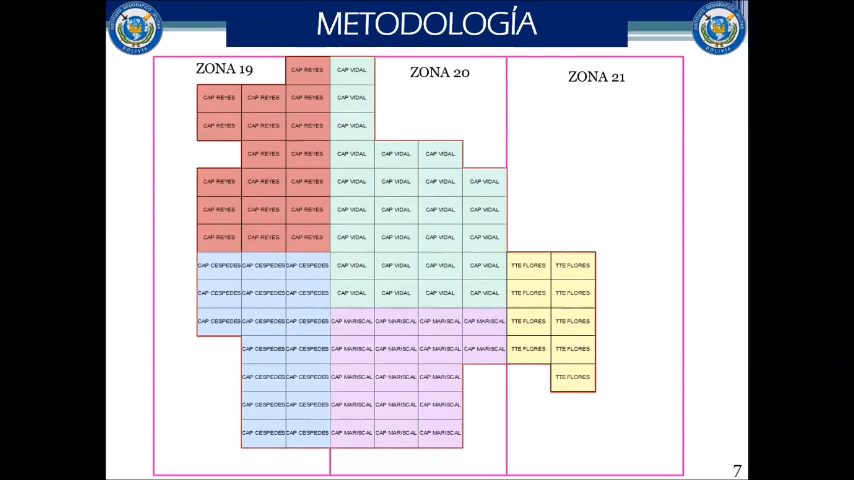 METODOLOGÍA
ZONA 19
ZONA 20
ZONA 21
CAP REYES CAP VIDAL
CAP REYES CAP REYES CAP REYES CAP VIDAL
CAP REYES CAP REYES CAP REYES CAP VIDAL
CAP REYES CAP REYES CAP VIDAL CAP VIDAL CAP VIDAL
CAP REYES CAP REYES CAP REYES CAP VIDAL CAP VIDAL CAP VIDAL CAP VIDAL
CAP REYES CAP REYES CAP REYES CAP VIDAL CAP VIDAL CAP VIDAL CAP VIDAL
CAP REYES CAP REYES CAP REYES CAP VIDAL CAP VIDAL CAP VIDAL CAP VIDAL
CAP CESPEDES CAP CESPEDES CAP CESPEDES CAP VIDAL CAP VIDAL CAP VIDAL CAP VIDAL TTE FLORES TTE FLORES
CAP CESPEDES CAP CESPEDES CAP CESPEDES CAP VIDAL CAP VIDAL CAP VIDAL CAP VIDAL TTE FLORES TTE FLORES
CAP CESPEDES CAP CESPEDES CAP CESPEDES CAP MARISCAL CAP MARISCAL CAP MARISCAL CAP MARISCAL TTE FLORES TTE FLORES
CAP CESPEDES CAP CESPEDES CAP MARISCAL CAP MARISCAL CAP MARISCAL CAP MARISCAL TTE FLORES TTE FLORES
CAP CESPEDES CAP CESPEDES CAP MARISCAL CAP MARISCAL CAP MARISCAL TTE FLORES
CAP CESPEDES CAP CESPEDES CAP MARISCAL CAP MARISCAL CAP MARISCAL
CAP CESPEDES CAP CESPEDES CAP MARISCAL CAP MARISCAL CAP MARISCAL
7
BOLIVIA
BOLIVIA